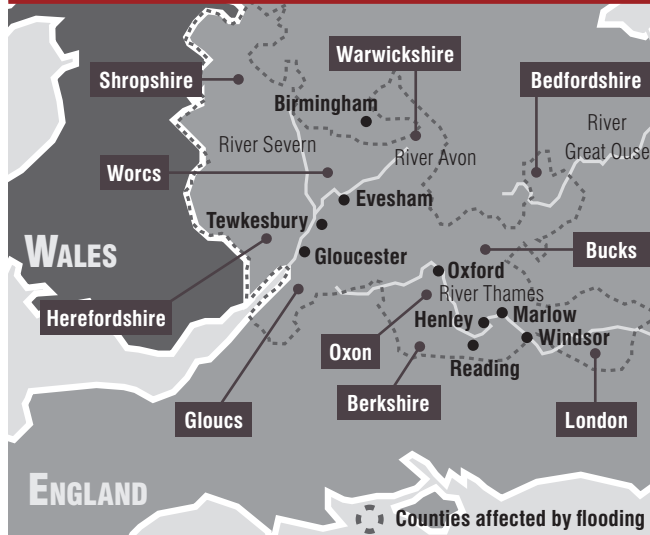 Warwickshire
Shropshire
Bedfordshire
Birmingham
River
Great Ouse
River Severn
River Avon
Worcs
Evesham
Tewkesbury
WALES
Gloucester
Bucks
Oxford
River Thames
Herefordshire
Henley
Marlow
Windsor
Oxon
Reading
Berkshire
Gloucs
London
ENGLAND
Counties affected by flooding